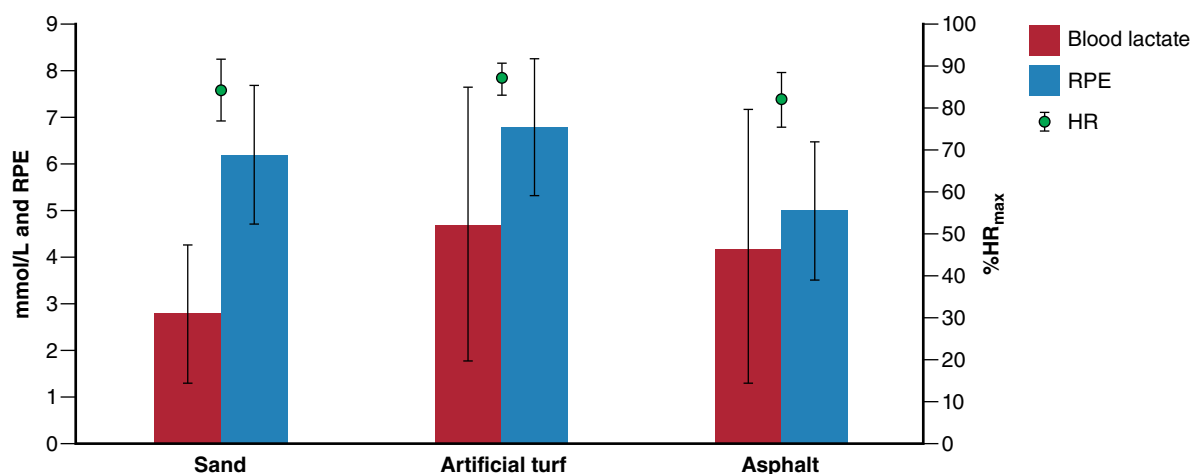 mmol/L and RPE
9
8
7
6
5
4
3
2
1
0
Sand
Artificial turf
Asphalt
100
90
80
70
60
50
40
30
20
10
0
%HRmax
Blood lactate
RPE
HR